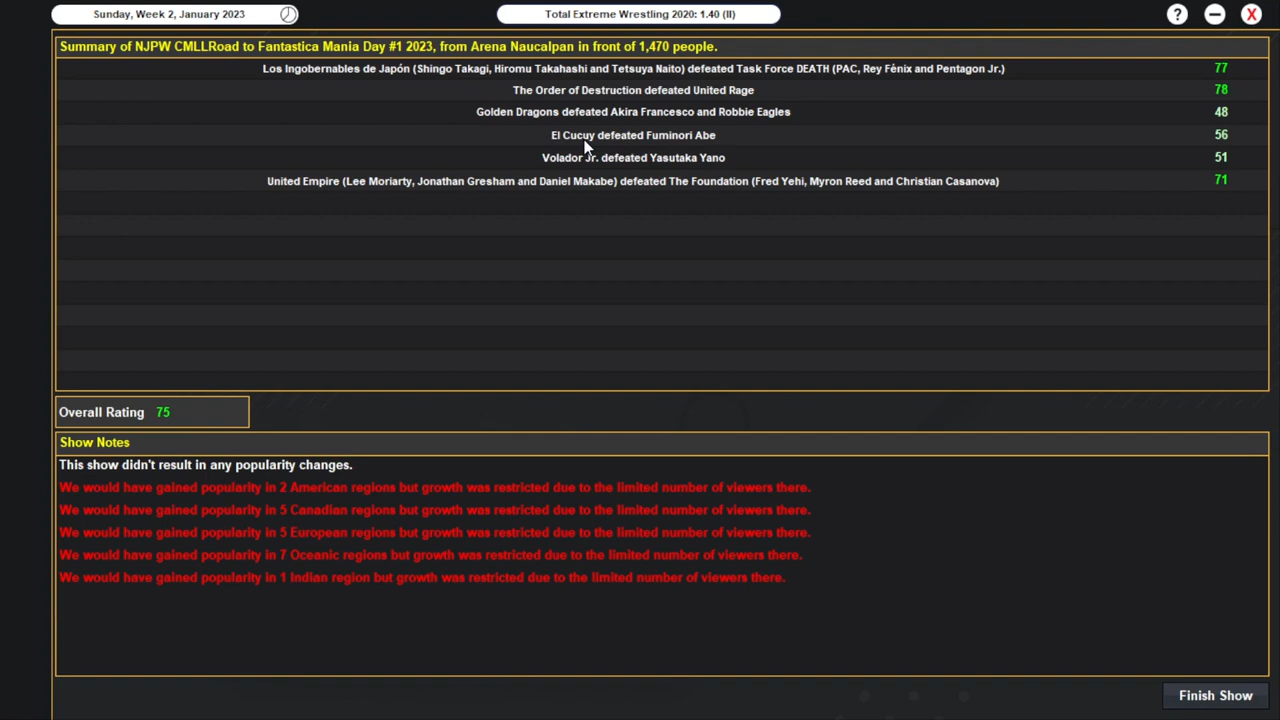 Sunday, Week 2, January 2023
Total Extreme Wrestling 2020: 1.40 (II)
? X
Summary of NJPW CMLLRoad to Fantastica Mania Day #1 2023, from Arena Naucalpan in front of 1,470 people.
Los Ingobernables de Japón (Shingo Takagi, Hiromu Takahashi and Tetsuya Naito) defeated Task Force DEATH (PAC, Rey Fénix and Pentagon Jr.) 77
The Order of Destruction defeated United Rage 78
Golden Dragons defeated Akira Francesco and Robbie Eagles 48
El Cucuy defeated Fuminori Abe 56
Volador Jr. defeated Yasutaka Yano 51
United Empire (Lee Moriarty, Jonathan Gresham and Daniel Makabe) defeated The Foundation (Fred Yehi, Myron Reed and Christian Casanova) 71
Overall Rating 75
Show Notes
This show didn't result in any popularity changes.
We would have gained popularity in 2 American regions but growth was restricted due to the limited number of viewers there.
We would have gained popularity in 5 Canadian regions but growth was restricted due to the limited number of viewers there.
We would have gained popularity in 5 European regions but growth was restricted due to the limited number of viewers there.
We would have gained popularity in 7 Oceanic regions but growth was restricted due to the limited number of viewers there.
We would have gained popularity in 1 Indian region but growth was restricted due to the limited number of viewers there.
Finish Show